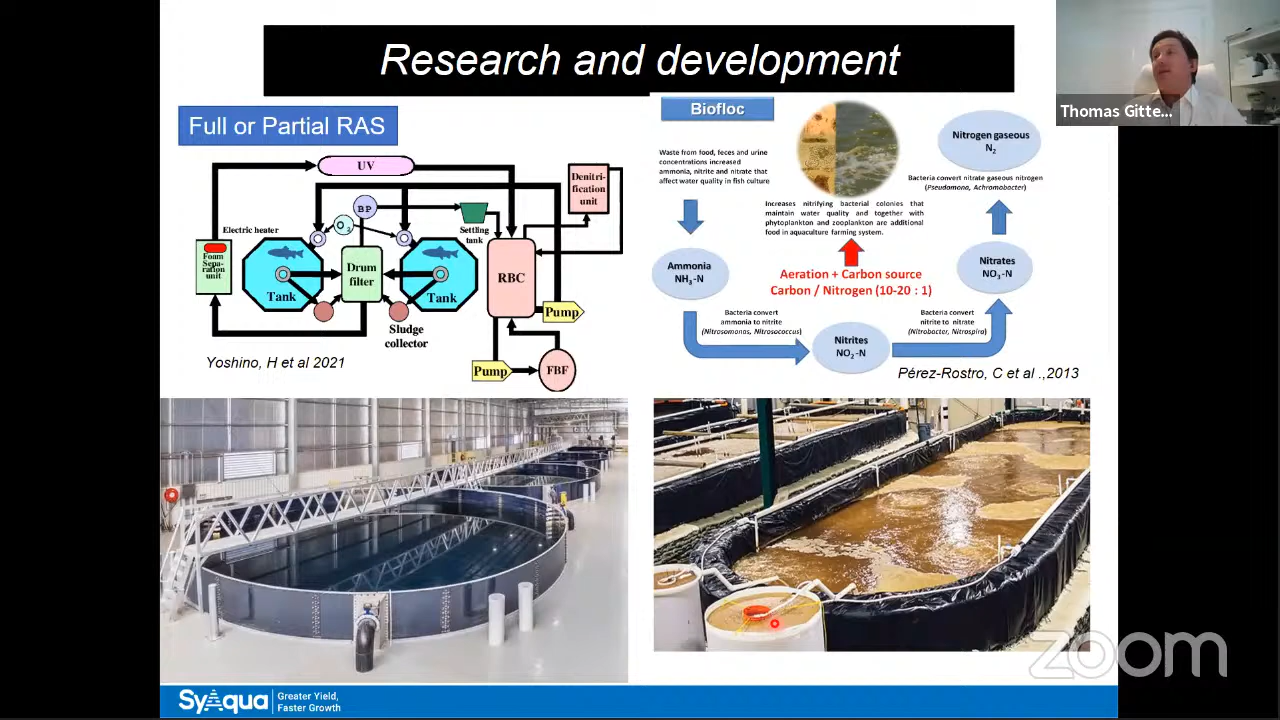 Research and development
Thomas Gitte...
Full or Partial RAS
UV
Denitri-
fication
unit
BP
O2
Settling
tank
Electric heater
Foam
Sepa-
ration
unit
Tank
Drum
filter
Tank
RBC
Pump
Sludge
collector
Pump
FBF
Yoshino, H et al 2021
Biofloc
Waste from food, feces and urine
concentrations increased
ammonia, nitrite and nitrate that
affect water quality in fish culture
Increases nitrifying bacterial colonies that
maintain water quality and together with
phytoplankton and zooplankton are additional
food in aquaculture farming system.
Nitrogen gaseous
N2
Bacteria convert nitrate gaseous nitrogen
(Pseudomona, Achromobacter)
Ammonia
NH3-N
Aeration + Carbon source
Carbon / Nitrogen (10-20 : 1)
Nitrates
NO3-N
Bacteria convert
ammonia to nitrite
(Nitrosomonas, Nitrosococcus)
Bacteria convert
nitrite to nitrate
(Nitrobacter, Nitrospira)
Nitrites
NO2-N
Pérez-Rostro, C et al .,2013
zoom
SyAqua
Greater Yield,
Faster Growth